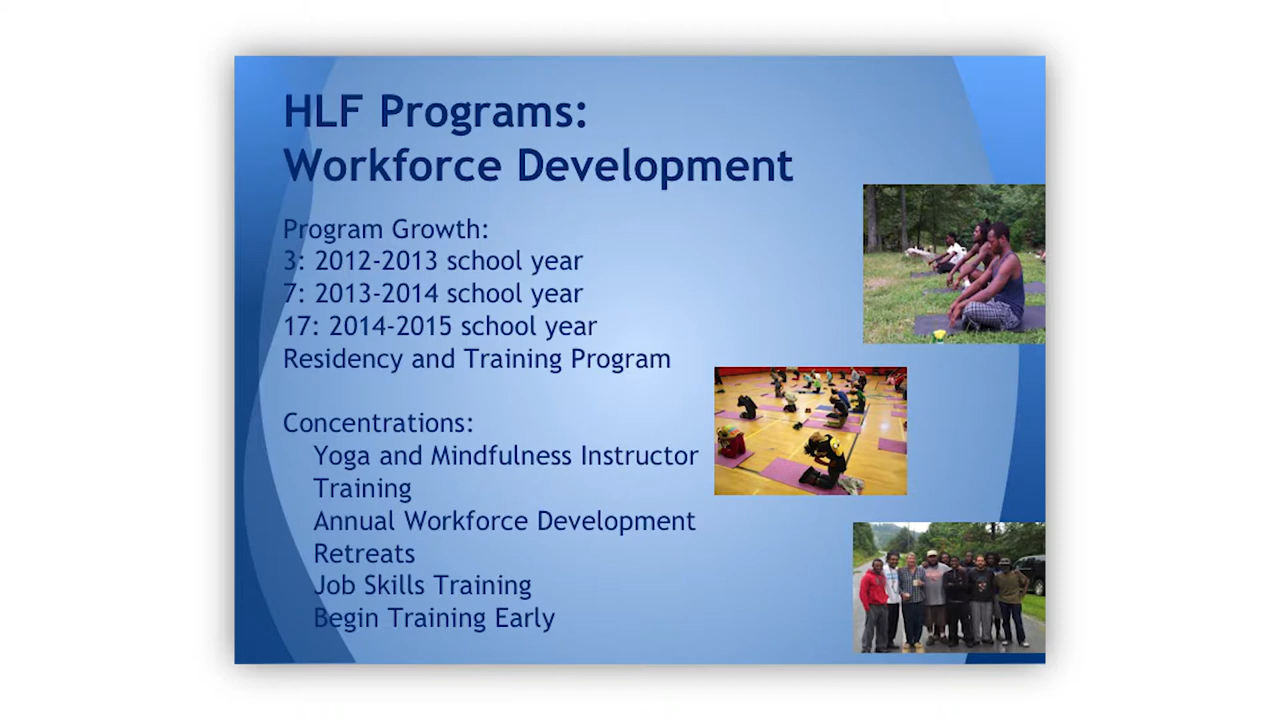 HLF Programs:
Workforce Development
Program Growth:
3: 2012-2013 school year
7: 2013-2014 school year
17: 2014-2015 school year
Residency and Training Program
Concentrations:
Yoga and Mindfulness Instructor
Training
Annual Workforce Development
Retreats
Job Skills Training
Begin Training Early